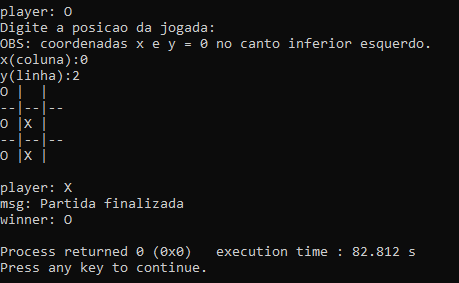 player: O
Digite a posicao da jogada:
OBS: coordenadas x e y = 0 no canto inferior esquerdo.
x(coluna):0
y(linha):2
O |  |
--|--|--
O |X |
--|--|--
O |X |
player: X
msg: Partida finalizada
winner: O
Process returned 0 (0x0)   execution time : 82.812 s
Press any key to continue.